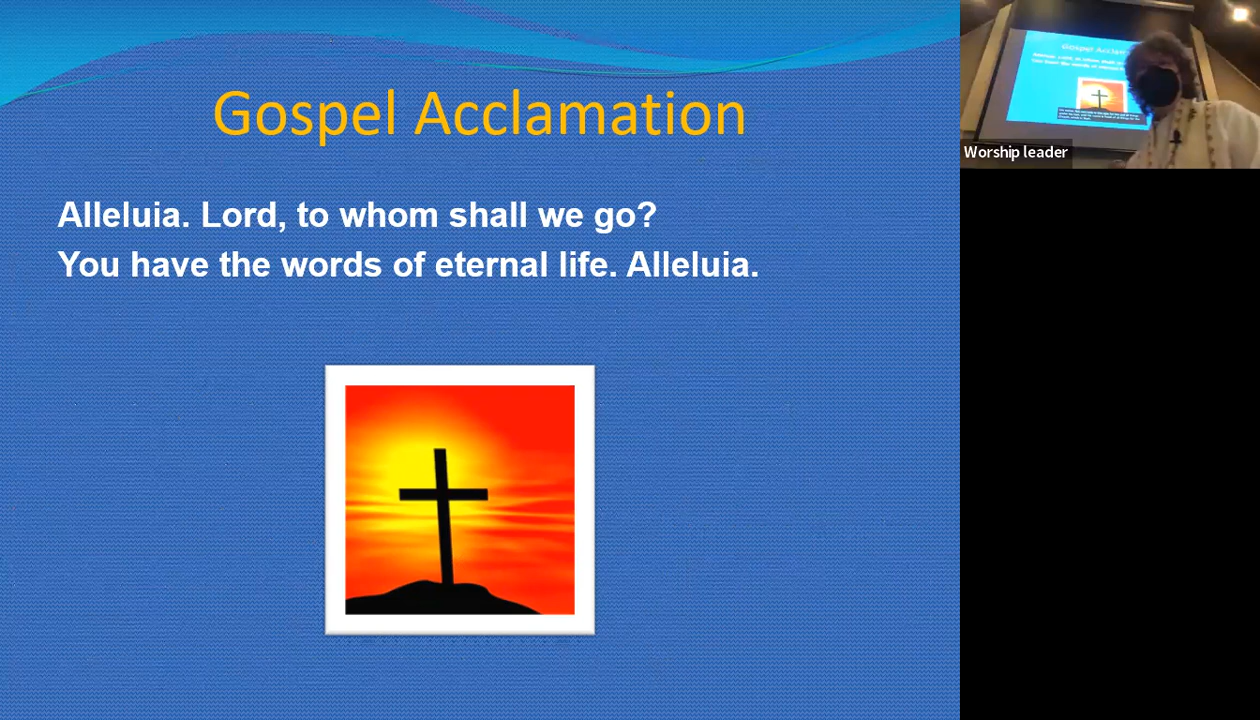 Gospel Acclamation
Alleluia. Lord, to whom shall we go?
You have the words of eternal life. Alleluia.
Worship leader